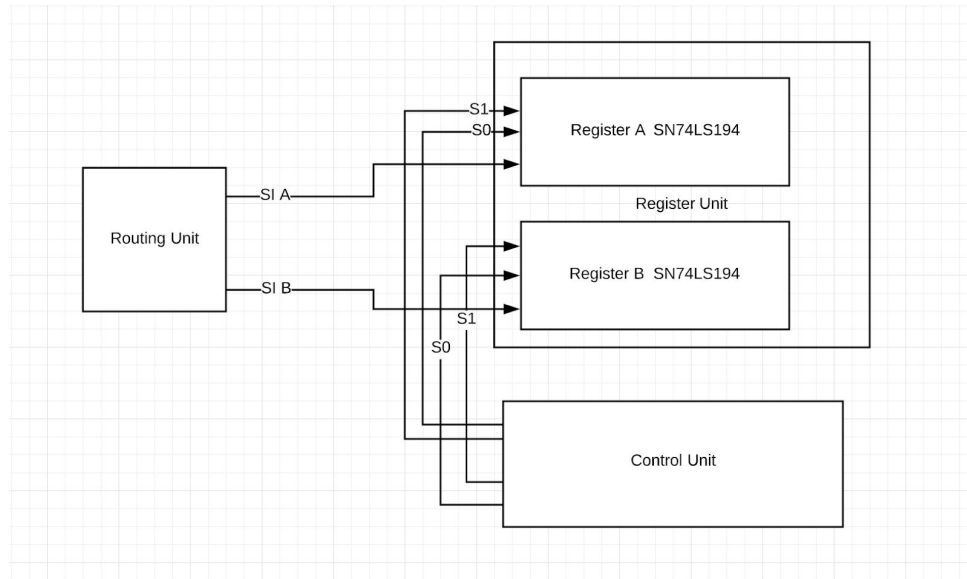 S1
S0
Register A SN74LS194
SI A
Register Unit
Routing Unit
Register B SN74LS194
SI B
S1
S0
Control Unit